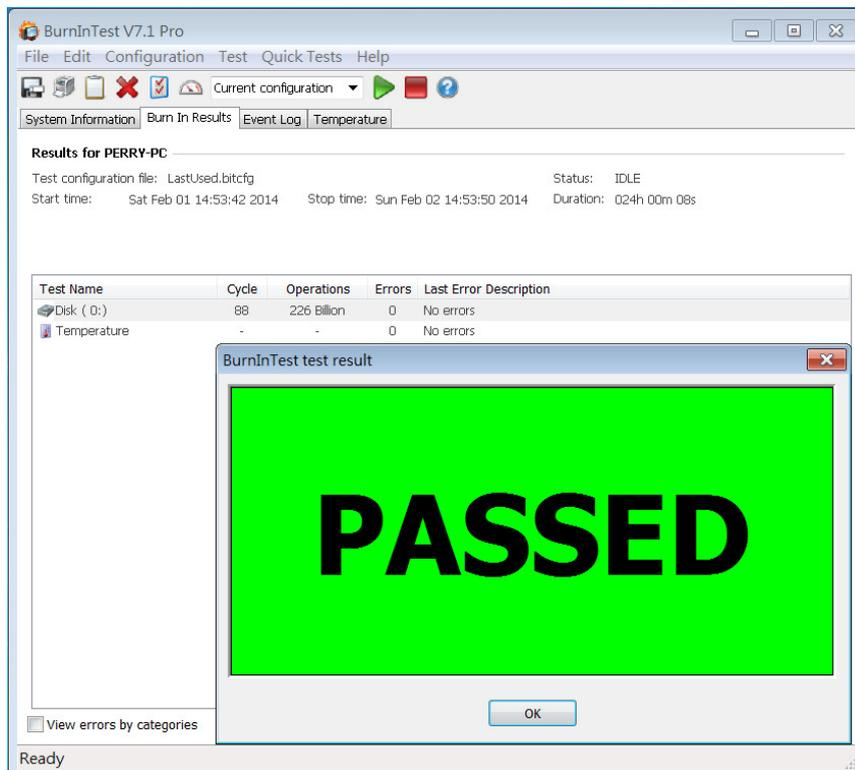 BurnInTest V7.1 Pro
File Edit Configuration Test Quick Tests Help
Current configuration
System Information Burn In Results Event Log Temperature
Results for PERRY-PC
Test configuration file: LastUsed.bitcfg Status: IDLE
Start time: Sat Feb 01 14:53:42 2014 Stop time: Sun Feb 02 14:53:50 2014 Duration: 024h 00m 08s
Test Name Cycle Operations Errors Last Error Description
Disk ( O:) 88 226 Billion 0 No errors
Temperature - - 0 No errors
BurnInTest test result
PASSED
OK
View errors by categories
Ready